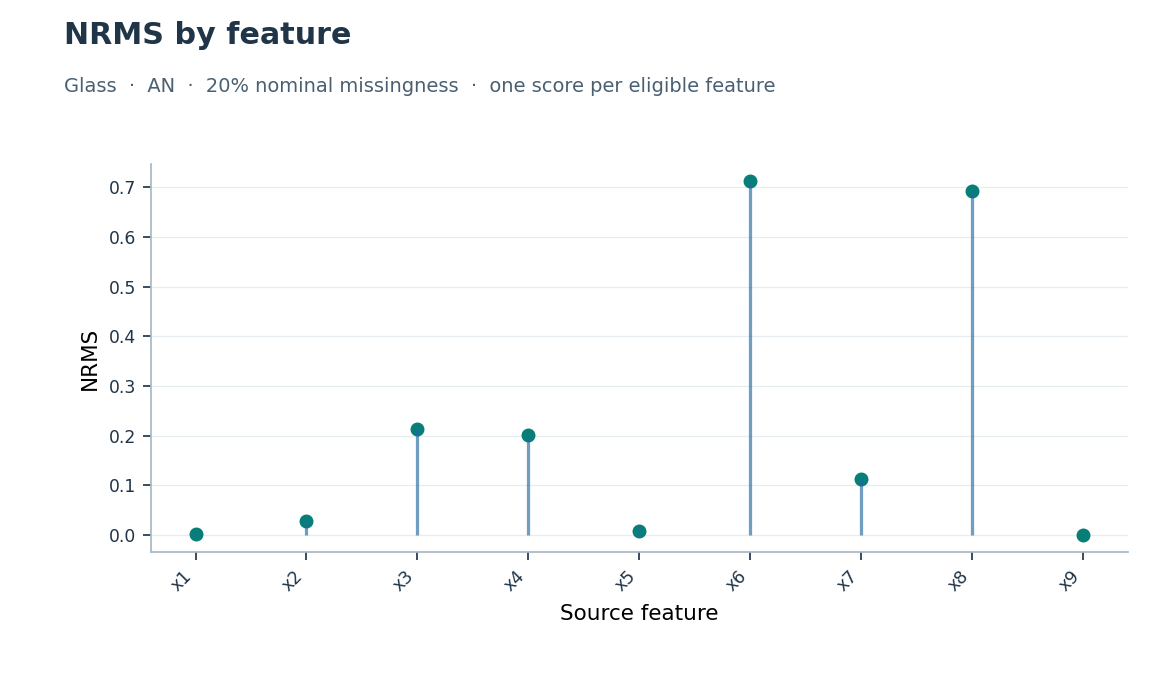 NRMS by feature
Glass · AN · 20% nominal missingness · one score per eligible feature
0.7
0.6
0.5
0.4
0.3
0.2
0.1
0.0
NRMS
x1 x2 x3 x4 x5 x6 x7 x8 x9
Source feature